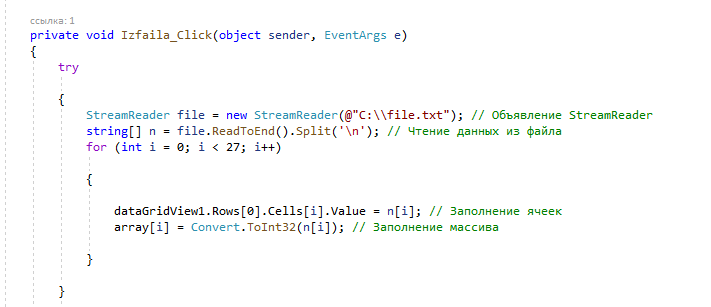 ссылка: 1
private void Izfaila_Click(object sender, EventArgs e)
{
try
{
StreamReader file = new StreamReader(@"C:\\file.txt"); // Объявление StreamReader
string[] n = file.ReadToEnd().Split('\n'); // Чтение данных из файла
for (int i = 0; i < 27; i++)
{
dataGridView1.Rows[0].Cells[i].Value = n[i]; // Заполнение ячеек
array[i] = Convert.ToInt32(n[i]); // Заполнение массива
}
}